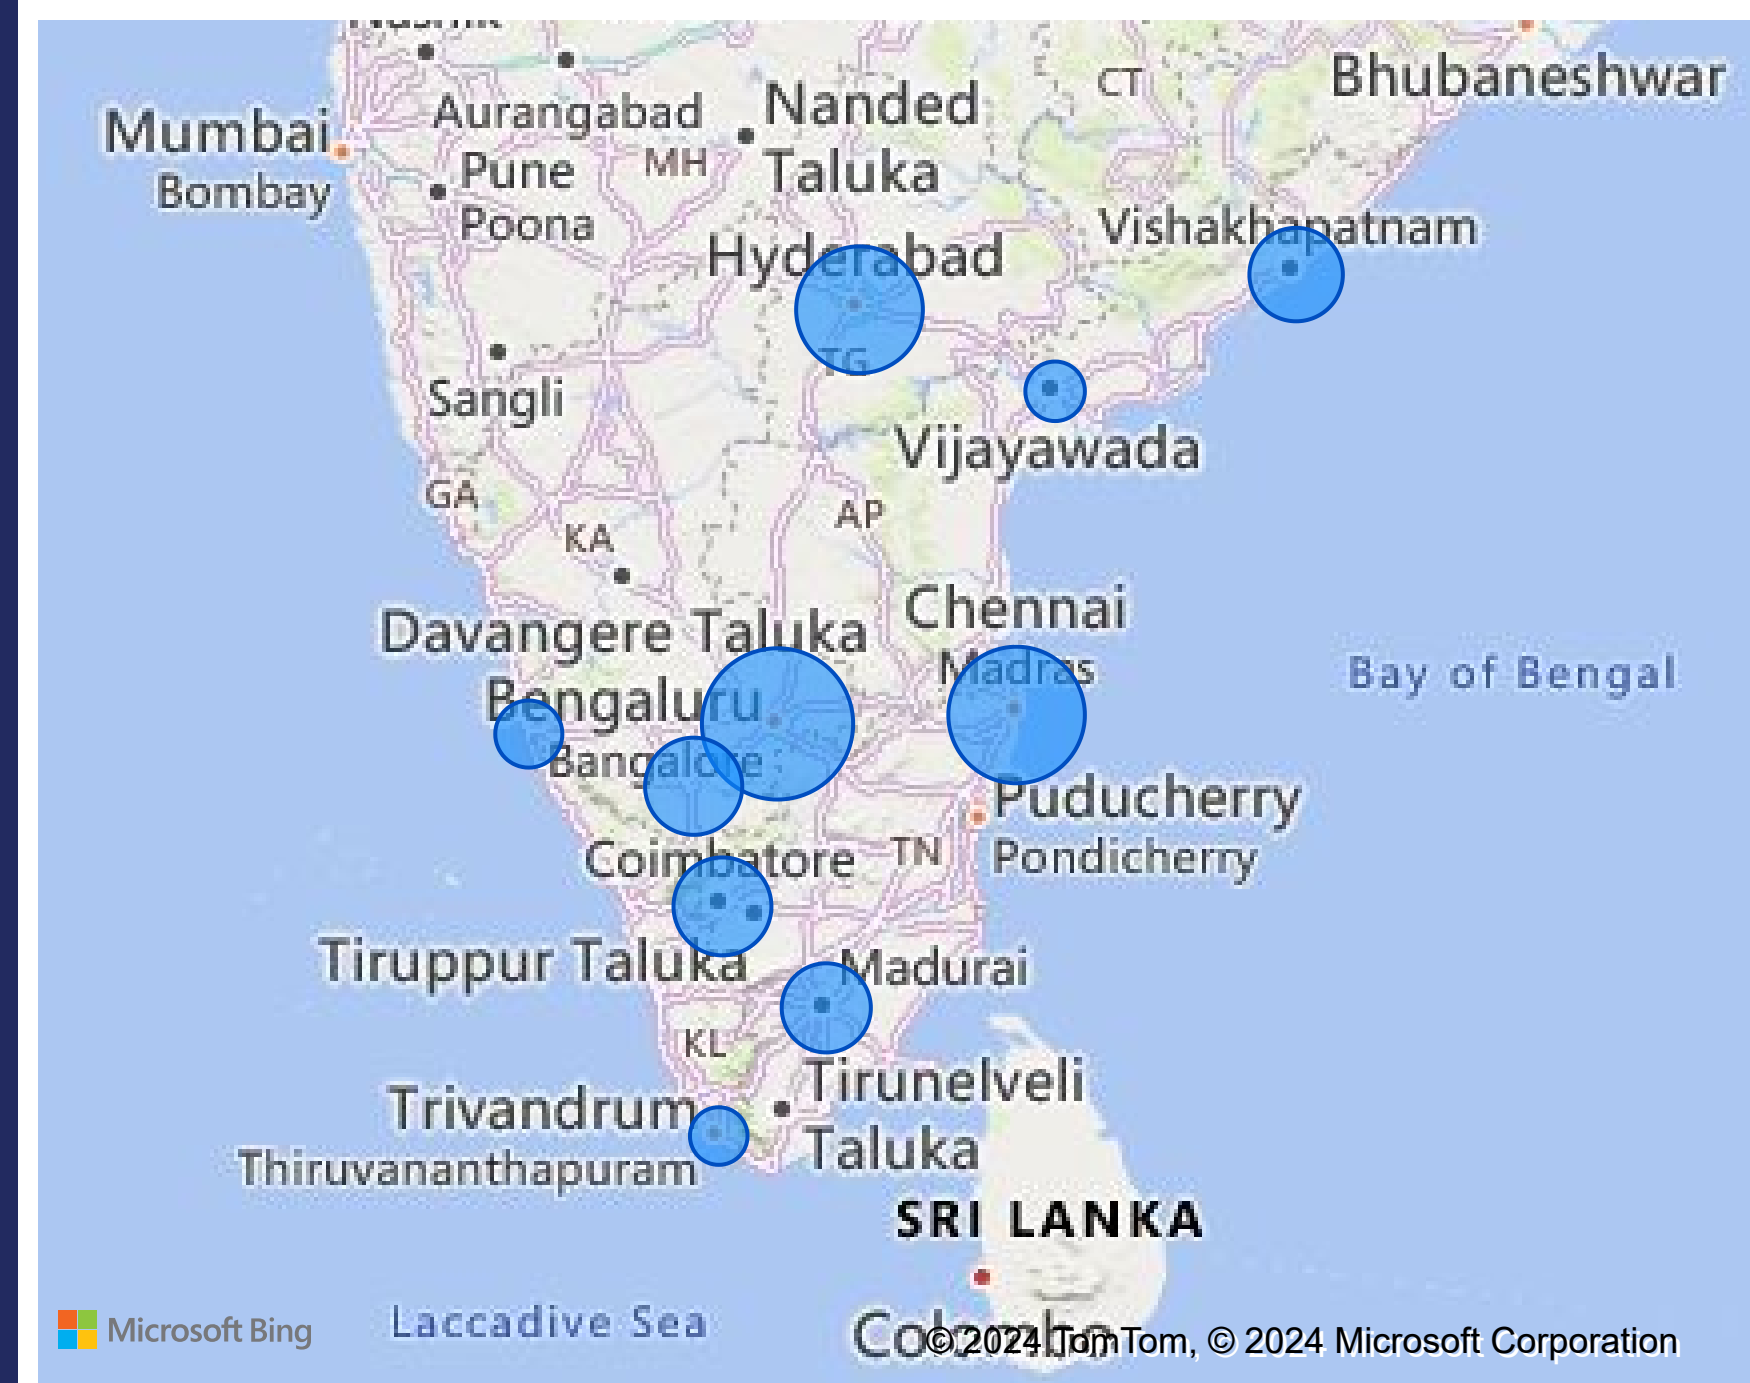 Bhubaneshwar
CT
Nanded
Taluka
Aurangabad
Mumbai
Bombay
MH
Pune
Poona
Vishakhapatnam
Hyderabad
TG
Sangli
Vijayawada
GA
AP
KA
Chennai
Madras
Davangere Taluka
Bengaluru
Bangalore
Bay of Bengal
Puducherry
Pondicherry
Coimbatore
TN
Tiruppur Taluka
Madurai
KL
Tirunelveli
Taluka
Trivandrum
Thiruvananthapuram
SRI LANKA
Laccadive Sea
Colombo
Microsoft Bing
© 2024 TomTom, © 2024 Microsoft Corporation